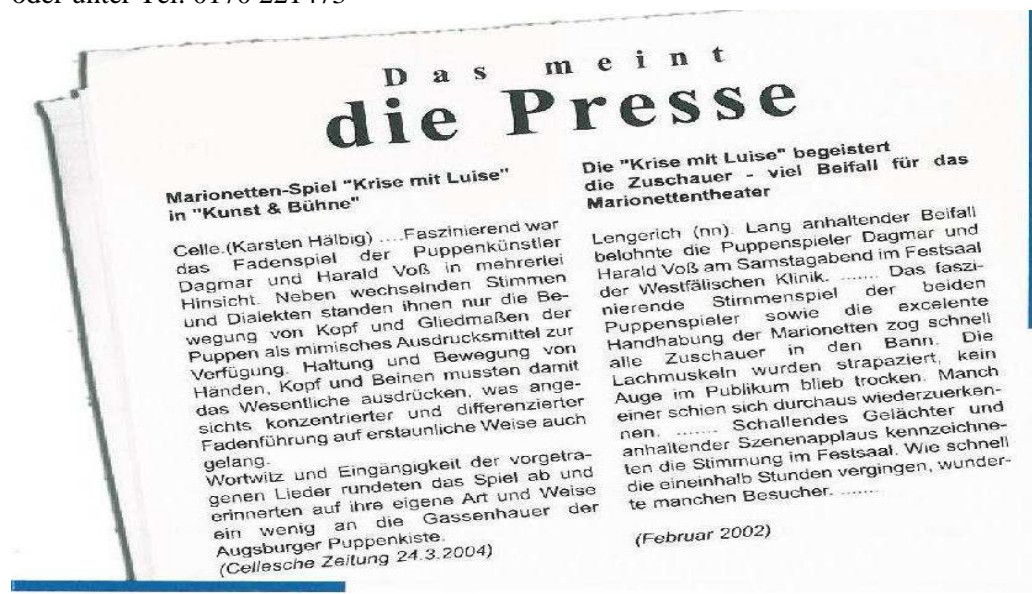 oder unter Tel. 0170 221473
Das meint
die Presse
Marionetten-Spiel "Krise mit Luise"
in "Kunst & Bühne"
Celle.(Karsten Hälbig) ....Faszinierend war
das Fadenspiel der Puppenkünstler
Dagmar und Harald Voß in mehrerlei
Hinsicht. Neben wechselnden Stimmen
und Dialekten standen ihnen nur die Be-
wegung von Kopf und Gliedmaßen der
Puppen als mimisches Ausdrucksmittel zur
Verfügung. Haltung und Bewegung von
Händen, Kopf und Beinen mussten damit
das Wesentliche ausdrücken, was ange-
sichts konzentrierter und differenzierter
Fadenführung auf erstaunliche Weise auch
gelang.
Wortwitz und Eingängigkeit der vorgetra-
genen Lieder rundeten das Spiel ab und
erinnerten auf ihre eigene Art und Weise
ein wenig an die Gassenhauer der
Augsburger Puppenkiste.
(Cellesche Zeitung 24.3.2004)
Die "Krise mit Luise" begeistert
die Zuschauer - viel Beifall für das
Marionettentheater
Lengerich (nn). Lang anhaltender Beifall
belohnte die Puppenspieler Dagmar und
Harald Voß am Samstagabend im Festsaal
der Westfälischen Klinik. ....... Das faszi-
nierende Stimmenspiel der beiden
Puppenspieler sowie die excelente
Handhabung der Marionetten zog schnell
alle Zuschauer in den Bann. Die
Lachmuskeln wurden strapaziert, kein
Auge im Publikum blieb trocken. Manch
einer schien sich durchaus wiederzuerken-
nen. ....... Schallendes Gelächter und
anhaltender Szenenapplaus kennzeichne-
ten die Stimmung im Festsaal. Wie schnell
die eineinhalb Stunden vergingen, wunder-
te manchen Besucher. ........
(Februar 2002)